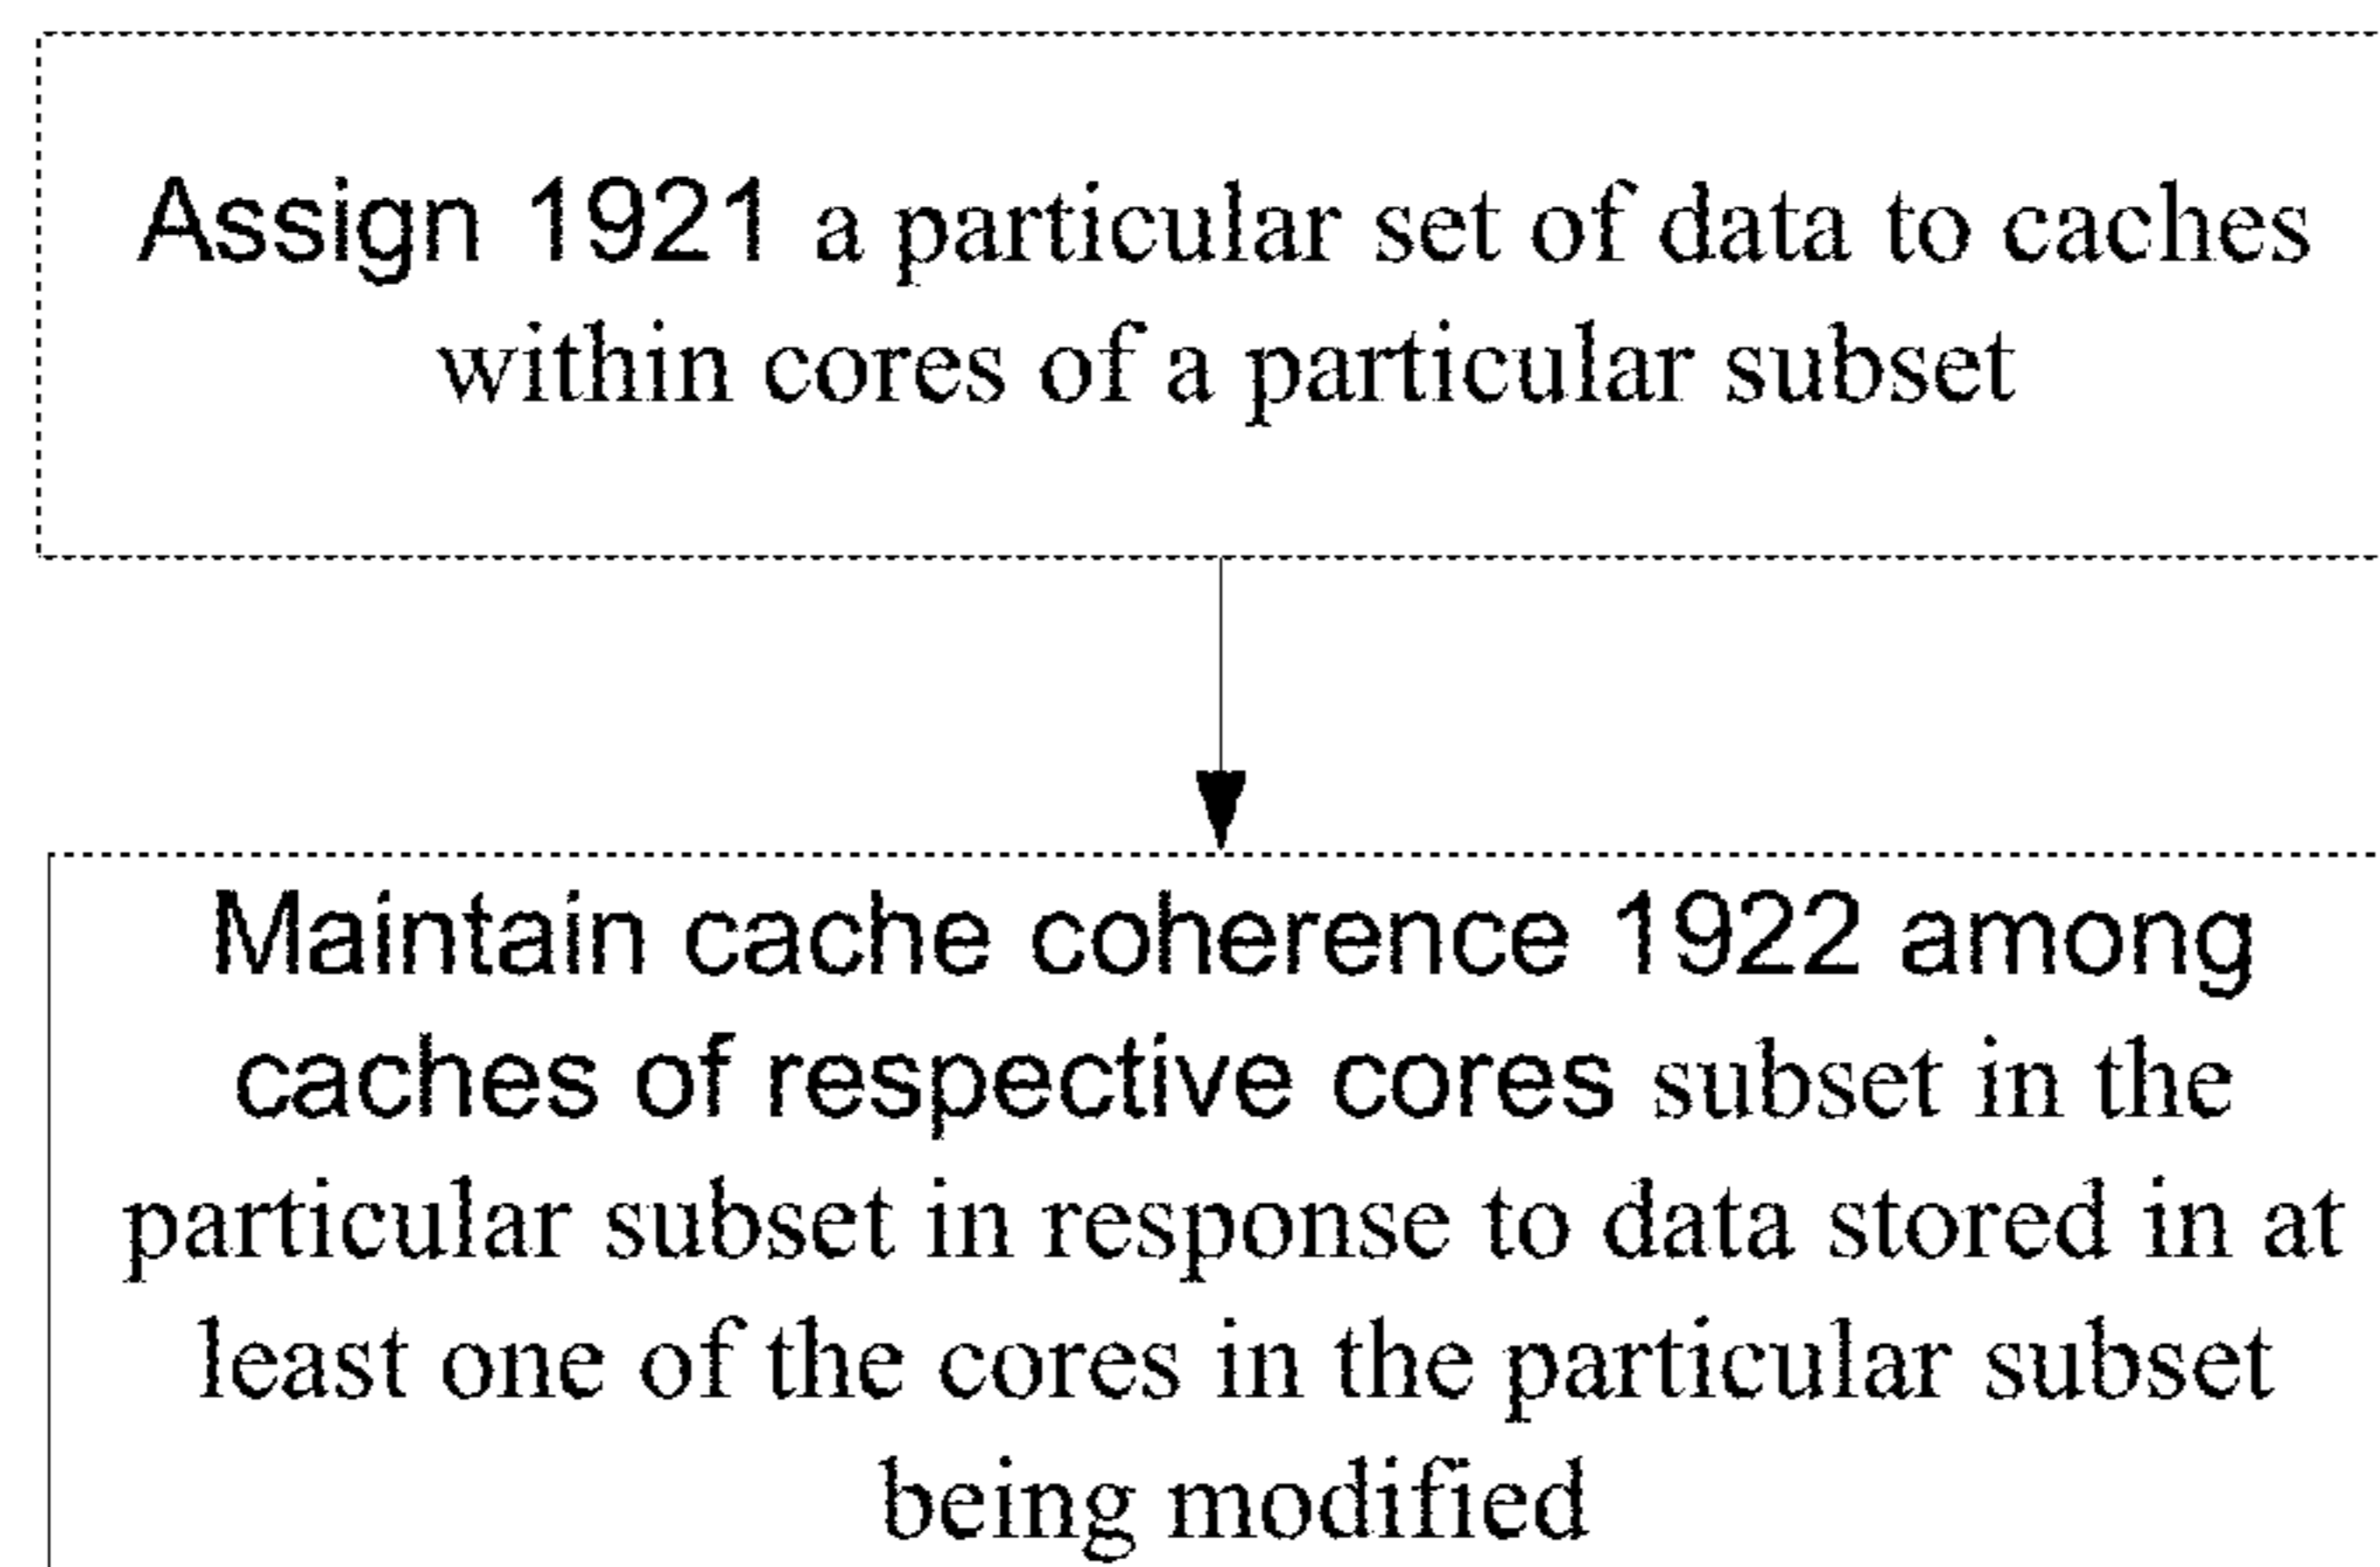 Assign 1921 a particular set of data to caches
within cores of a particular subset
Maintain cache coherence 1922 among
caches of respective cores subset in the
particular subset in response to data stored in at
least one of the cores in the particular subset
being modified